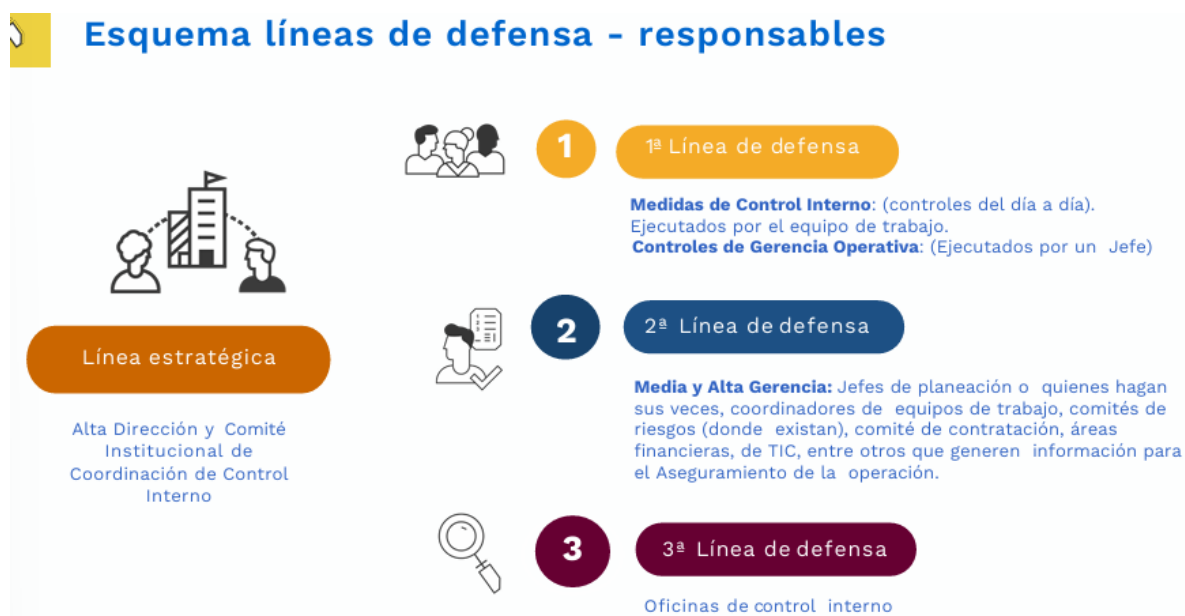 Esquema líneas de defensa - responsables
Línea estratégica
Alta Dirección y Comité
Institucional de
Coordinación de Control
Interno
1
1ª Línea de defensa
Medidas de Control Interno: (controles del día a día).
Ejecutados por el equipo de trabajo.
Controles de Gerencia Operativa: (Ejecutados por un Jefe)
2
2ª Línea de defensa
Media y Alta Gerencia: Jefes de planeación o quienes hagan
sus veces, coordinadores de equipos de trabajo, comités de
riesgos (donde existan), comité de contratación, áreas
financieras, de TIC, entre otros que generen información para
el Aseguramiento de la operación.
3
3ª Línea de defensa
Oficinas de control interno